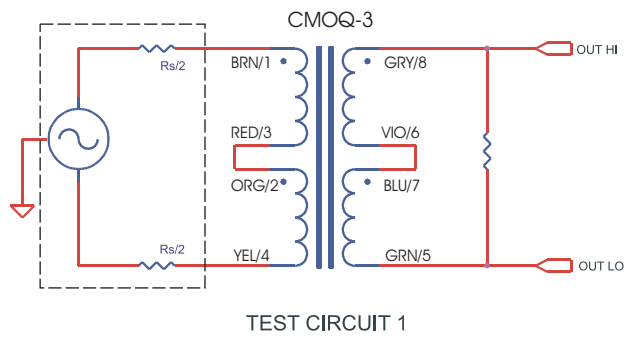 CMOQ-3
Rs/2
BRN/1
GRY/8
OUT HI
RED/3
VIO/6
ORG/2
BLU/7
Rs/2
YEL/4
GRN/5
OUT LO
TEST CIRCUIT 1